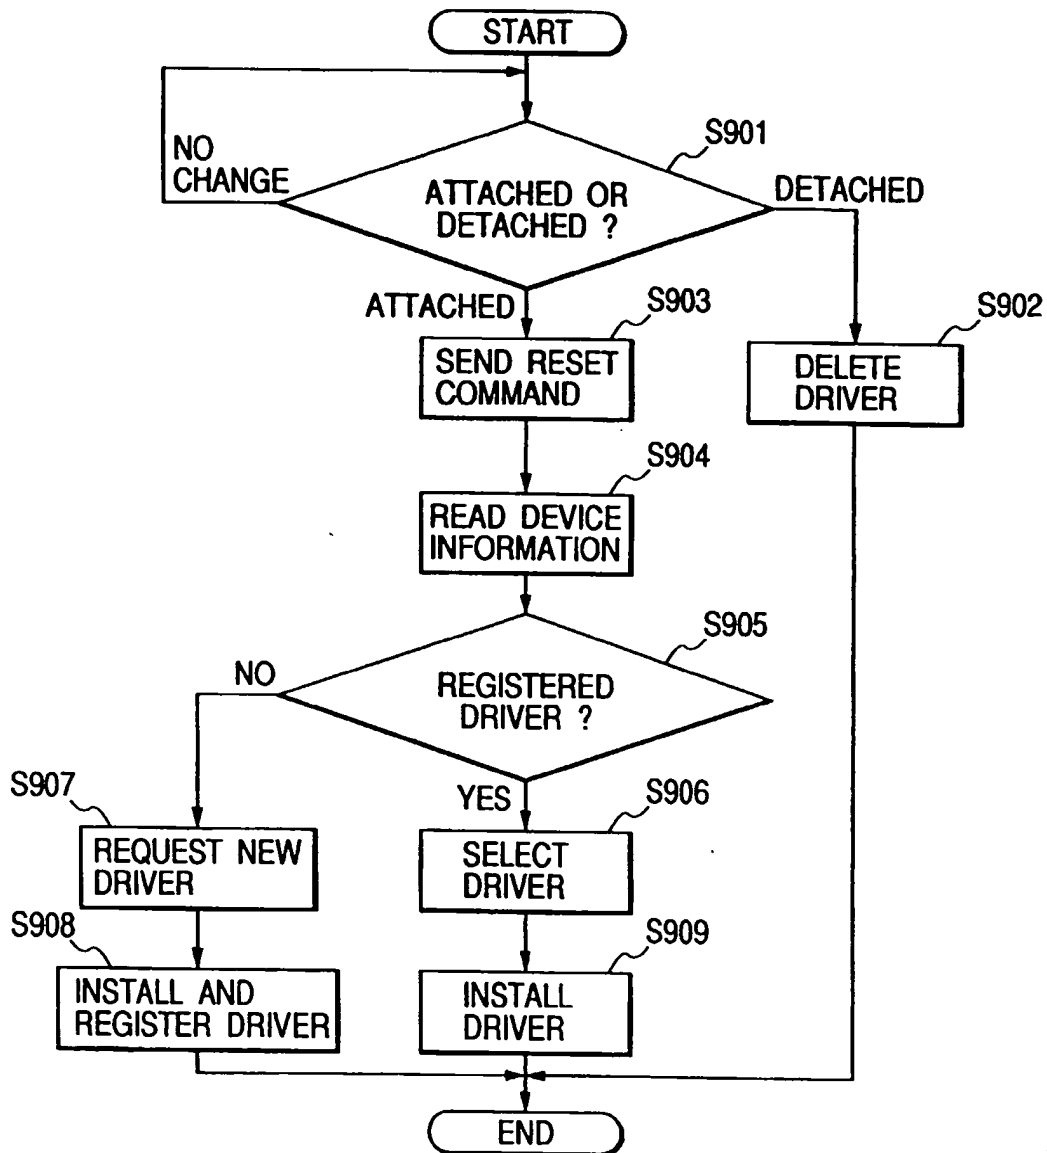 START
NO
CHANGE
S901
ATTACHED OR
DETACHED ?
DETACHED
ATTACHED
S903
SEND RESET
COMMAND
S902
DELETE
DRIVER
S904
READ DEVICE
INFORMATION
S905
NO
REGISTERED
DRIVER ?
S907
REQUEST NEW
DRIVER
YES
S906
SELECT
DRIVER
S908
INSTALL AND
REGISTER DRIVER
S909
INSTALL
DRIVER
END